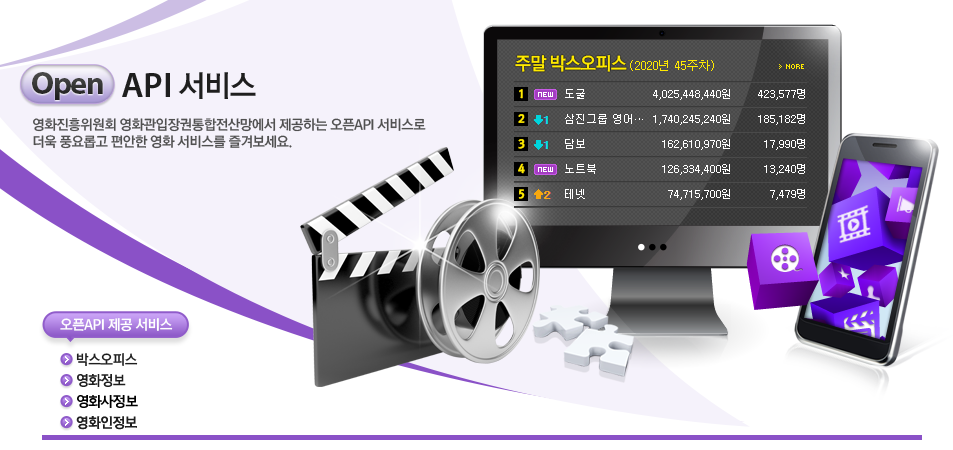 Open API 서비스
영화진흥위원회 영화관입장권통합전산망에서 제공하는 오픈API 서비스로
더욱 풍요롭고 편안한 영화 서비스를 즐겨보세요.
주말 박스오피스 (2020년 45주차) MORE
1 NEW 도굴 4,025,448,440원 423,577명
2 1 삼진그룹 영어… 1,740,245,240원 185,182명
3 1 담보 162,610,970원 17,990명
4 NEW 노트북 126,334,400원 13,240명
5 2 테넷 74,715,700원 7,479명
오픈API 제공 서비스
박스오피스
영화정보
영화사정보
영화인정보